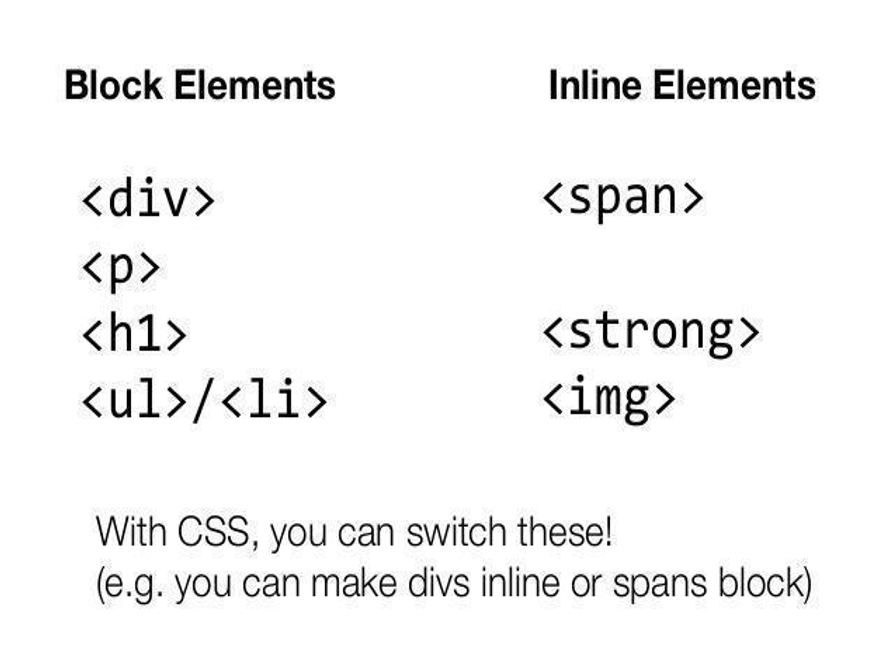 Block Elements
<div>
<p>
<h1>
<ul>/<li>
Inline Elements
<span>
<strong>
<img>
With CSS, you can switch these!
(e.g. you can make divs inline or spans block)